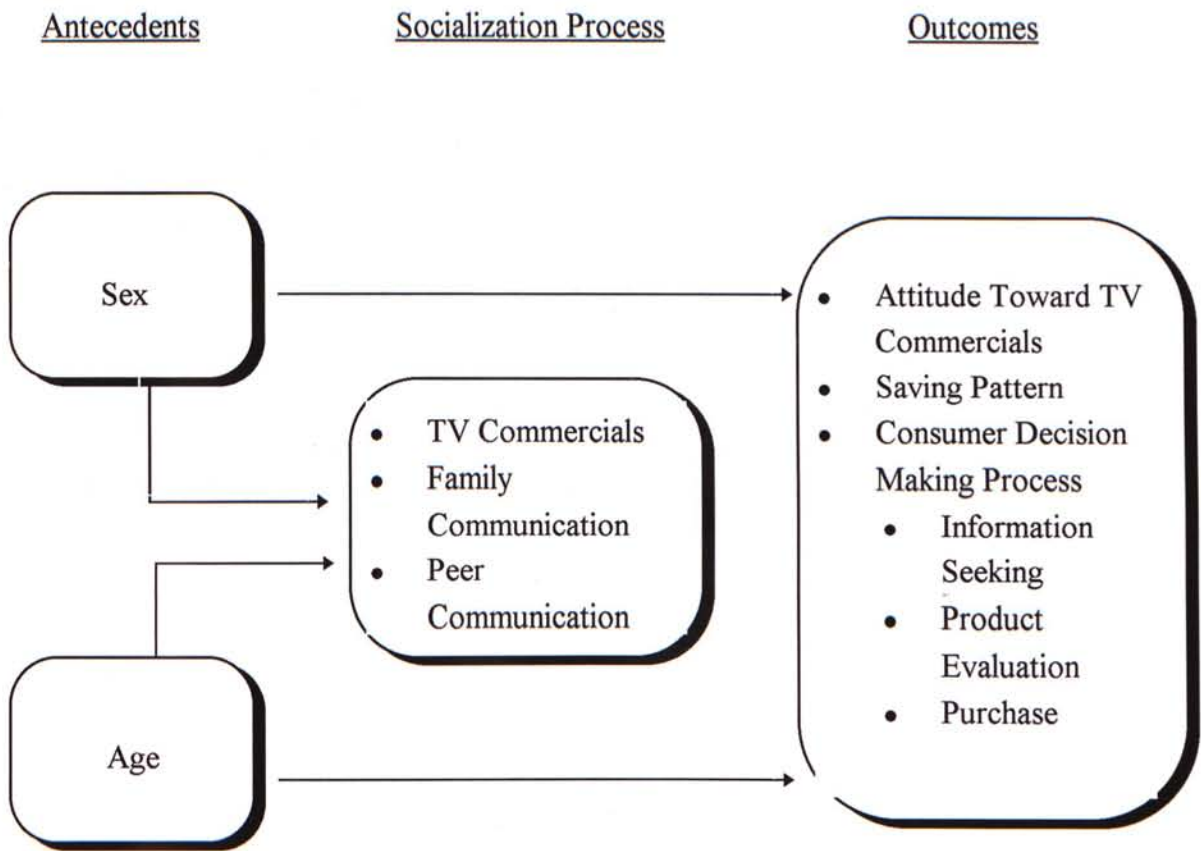 Antecedents
Socialization Process
Outcomes
Sex
• TV Commercials
• Family
Communication
• Peer
Communication
Age
• Attitude Toward TV
Commercials
• Saving Pattern
• Consumer Decision
Making Process
• Information
Seeking
• Product
Evaluation
• Purchase